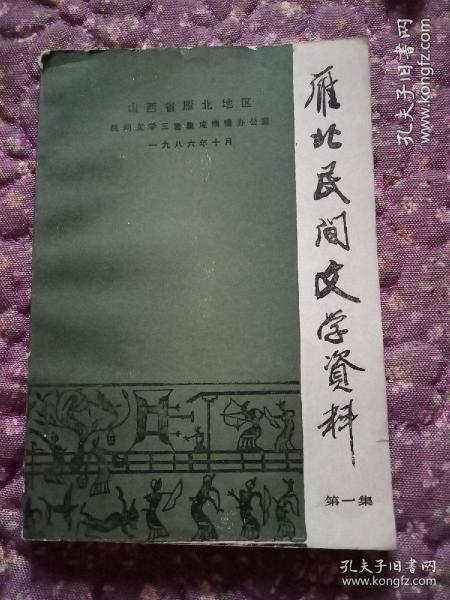 山西省雁北地区
民间文学三套集成编辑办公室
一九八六年十月
雁北民间文学資料
第一集
孔夫子旧书网
www.kongfz.com
孔夫子旧书网
www.kongfz.com